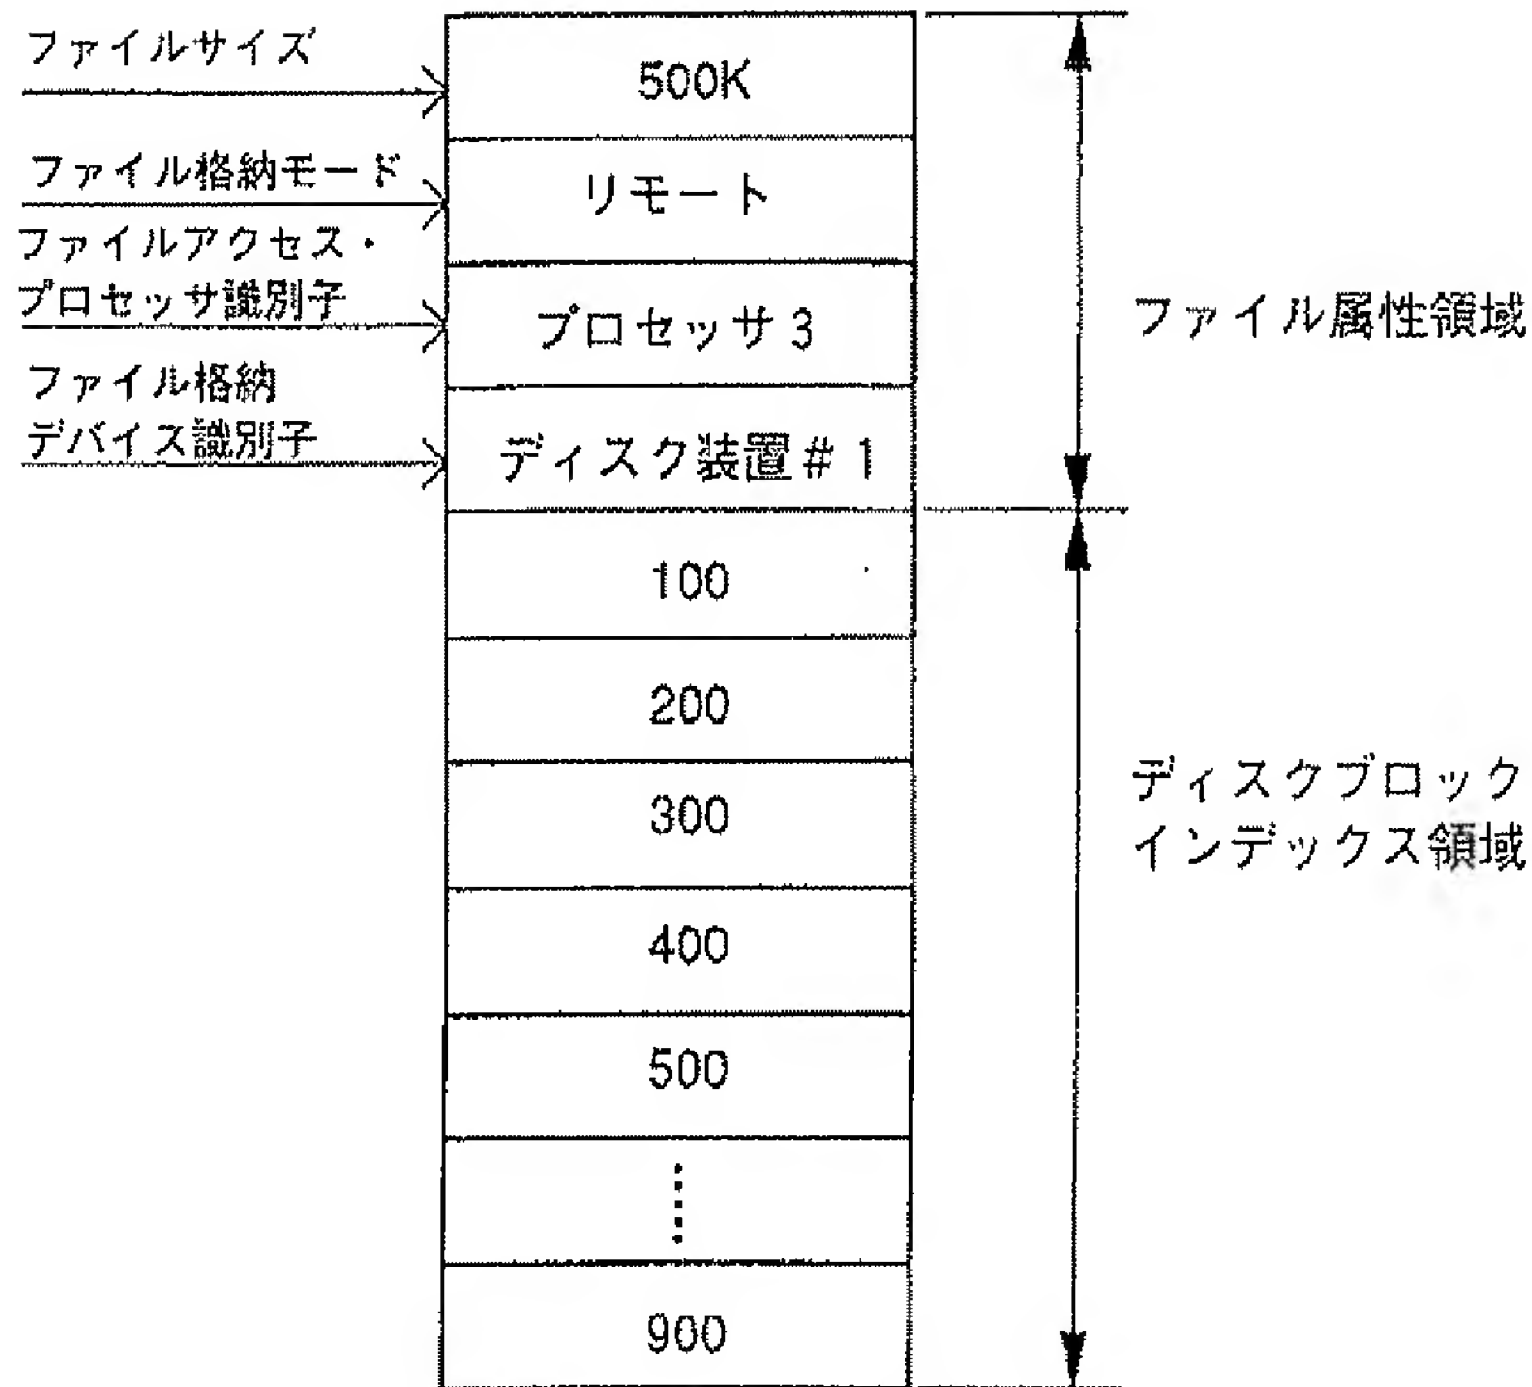 ファイルサイズ
500K
ファイル格納モード
リモート
ファイルアクセス・
プロセッサ識別子
プロセッサ3
ファイル格納
デバイス識別子
ディスク装置#1
ファイル属性領域
100
200
300
400
500
900
ディスクブロック
インデックス領域